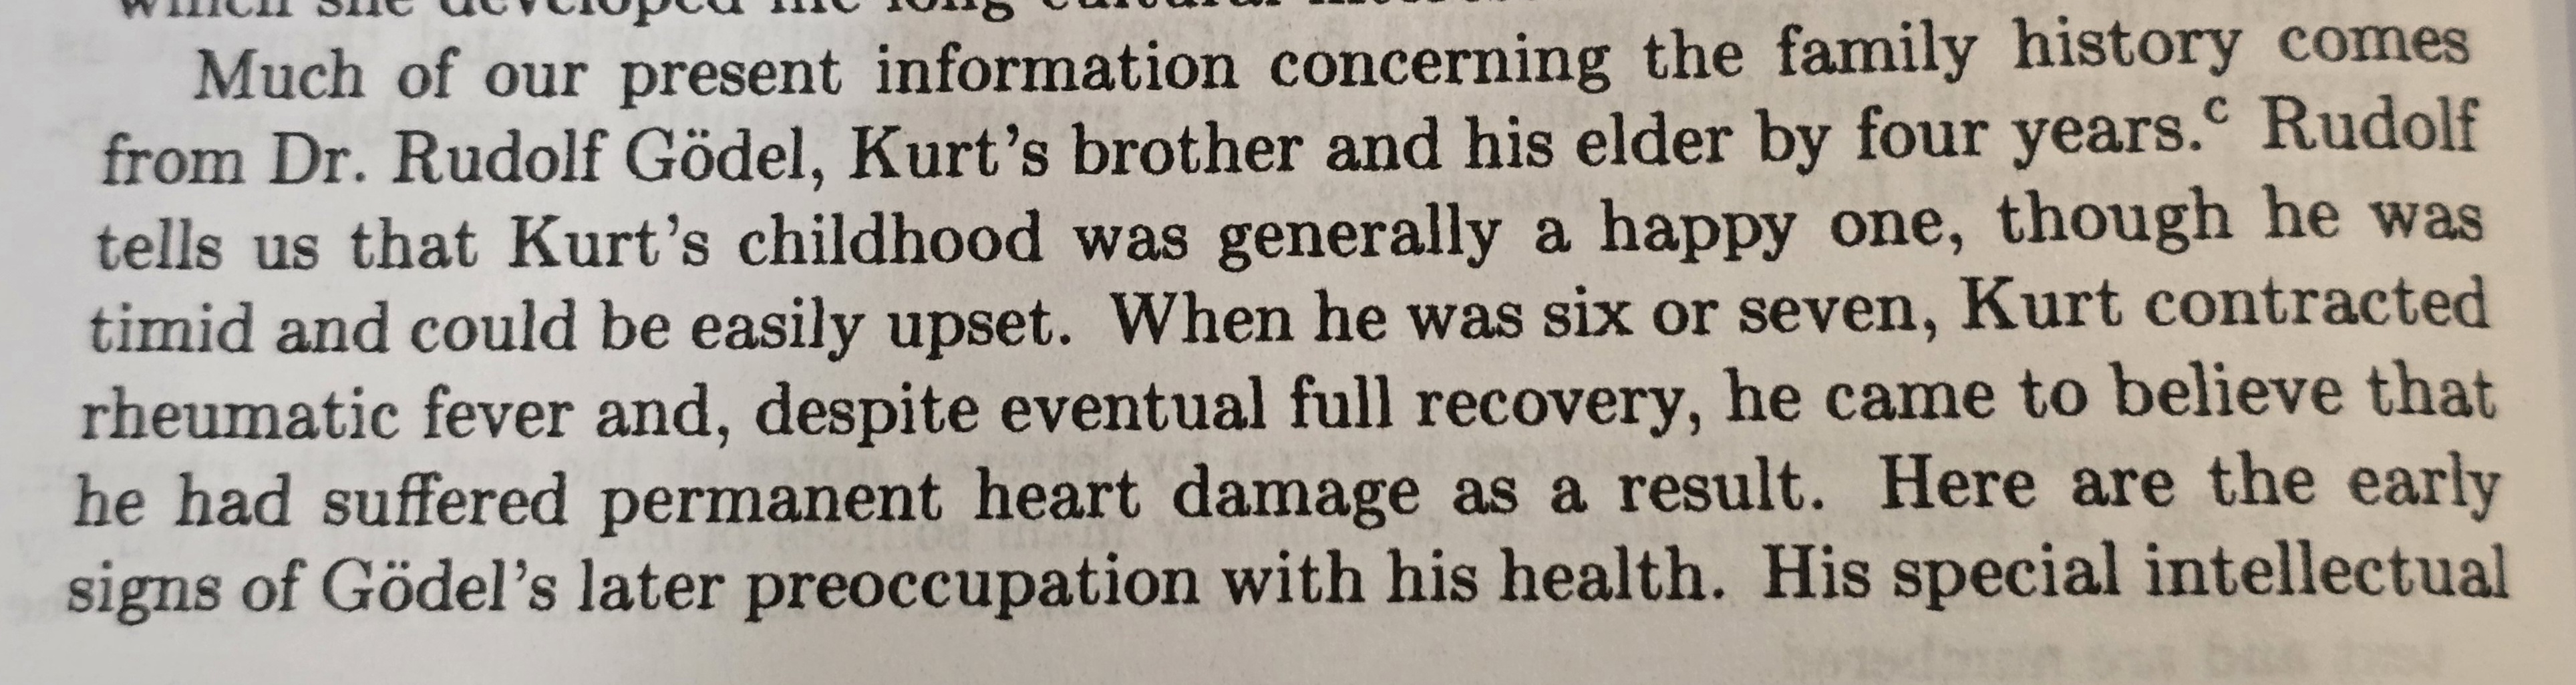 which she developed
Much of our present information concerning the family history comes
from Dr. Rudolf Gödel, Kurt’s brother and his elder by four years.ᶜ Rudolf
tells us that Kurt’s childhood was generally a happy one, though he was
timid and could be easily upset. When he was six or seven, Kurt contracted
rheumatic fever and, despite eventual full recovery, he came to believe that
he had suffered permanent heart damage as a result. Here are the early
signs of Gödel’s later preoccupation with his health. His special intellectual